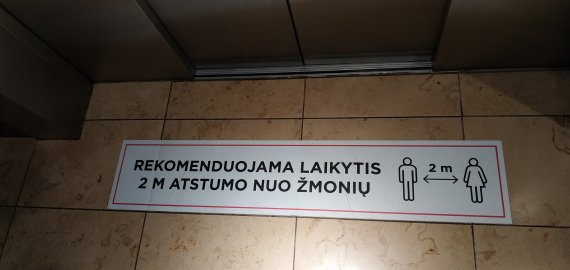 REKOMENDUOJAMA LAIKYTIS
2 M ATSTUMO NUO ŽMONIŲ
2 m